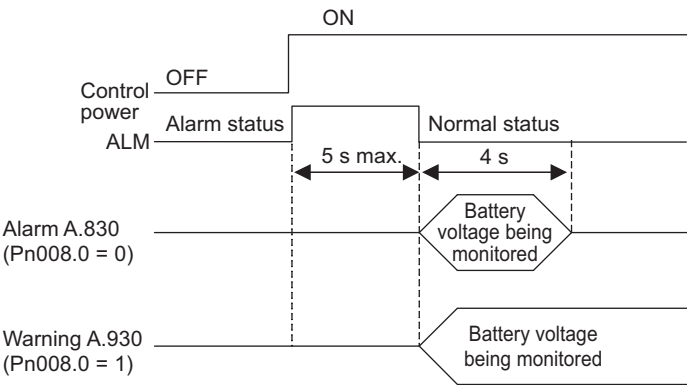 ON
OFF
Control
power
ALM
Alarm status
Normal status
5 s max.
4 s
Alarm A.830
(Pn008.0 = 0)
Battery
voltage being
monitored
Warning A.930
(Pn008.0 = 1)
Battery voltage
being monitored